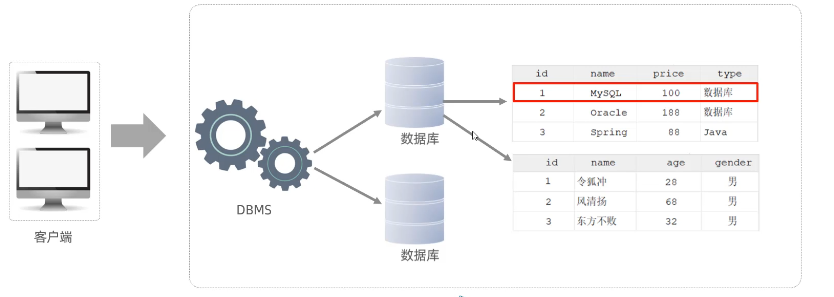 客户端
DBMS
数据库
数据库
id name price type
1 MySQL 100 数据库
2 Oracle 188 数据库
3 Spring 88 Java
id name age gender
1 令狐冲 28 男
2 风清扬 68 男
3 东方不败 32 男